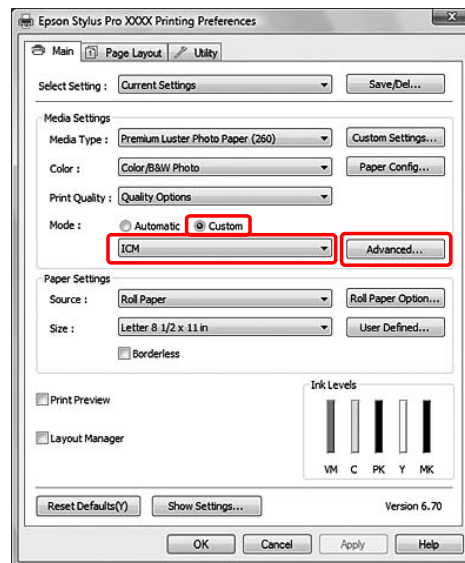 Epson Stylus Pro XXXX Printing Preferences
Main Page Layout Utility
Select Setting : Current Settings Save/Del...
Media Settings
Media Type : Premium Luster Photo Paper (260) Custom Settings...
Color : Color/B&W Photo Paper Config...
Print Quality : Quality Options
Mode : Automatic Custom
ICM Advanced...
Paper Settings
Source : Roll Paper Roll Paper Option...
Size : Letter 8 1/2 x 11 in User Defined...
Borderless
Print Preview
Layout Manager
Ink Levels
VM C PK Y MK
Reset Defaults(Y) Show Settings... Version 6.70
OK Cancel Apply Help